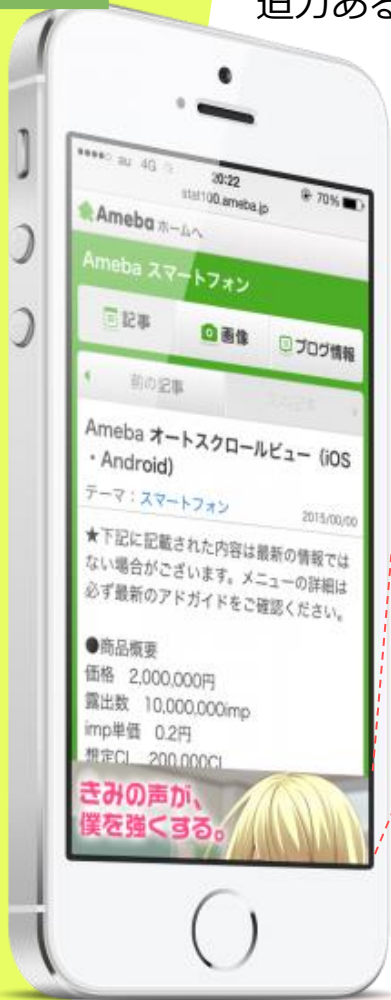 迫力ある
au 4G
20:22
70%
stat100.ameba.jp
Ameba ホームへ
Ameba スマートフォン
記事
画像
ブログ情報
前の記事
Ameba オートスクロールビュー（iOS
・Android)
テーマ：スマートフォン
2015/00/00
★下記に記載された内容は最新の情報では
ない場合がございます。メニューの詳細は
必ず最新のアドガイドをご確認ください。
●商品概要
価格 2,000,000円
露出数 10,000,000imp
imp単価 0.2円
想定CL 200,000CL
きみの声が、
僕を強くする。